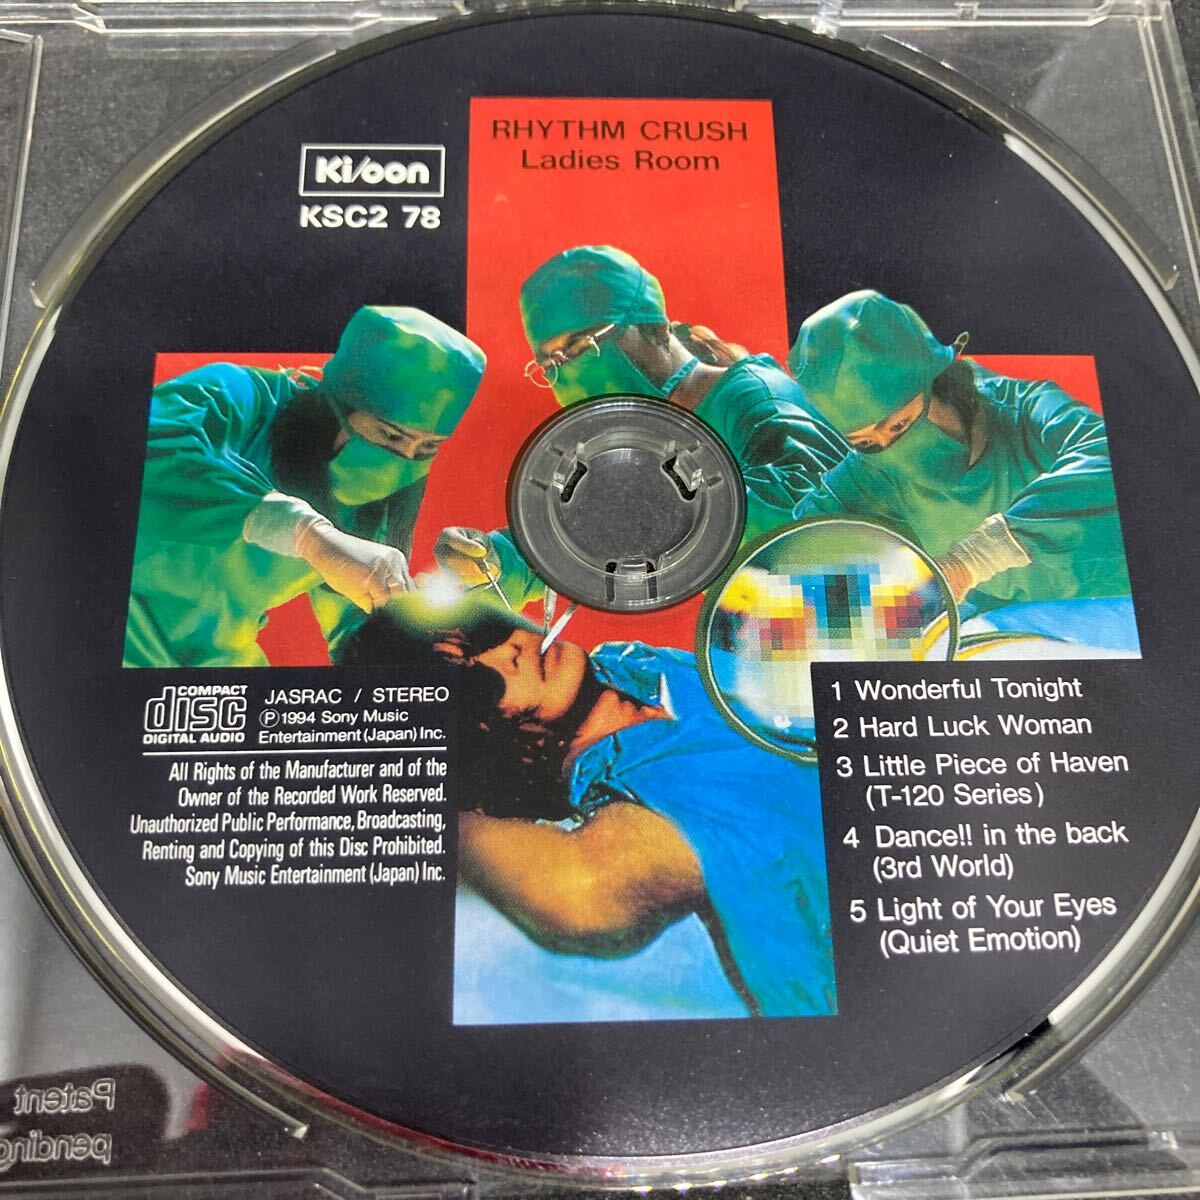 RHYTHM CRUSH
Ladies Room
Ki/oon
KSC2 78
COMPACT
disc
DIGITAL AUDIO
JASRAC / STEREO
Ⓟ1994 Sony Music
Entertainment (Japan) Inc.
All Rights of the Manufacturer and of the
Owner of the Recorded Work Reserved.
Unauthorized Public Performance, Broadcasting,
Renting and Copying of this Disc Prohibited.
Sony Music Entertainment (Japan) Inc.
1 Wonderful Tonight
2 Hard Luck Woman
3 Little Piece of Haven
(T-120 Series)
4 Dance!! in the back
(3rd World)
5 Light of Your Eyes
(Quiet Emotion)
Patent
pending